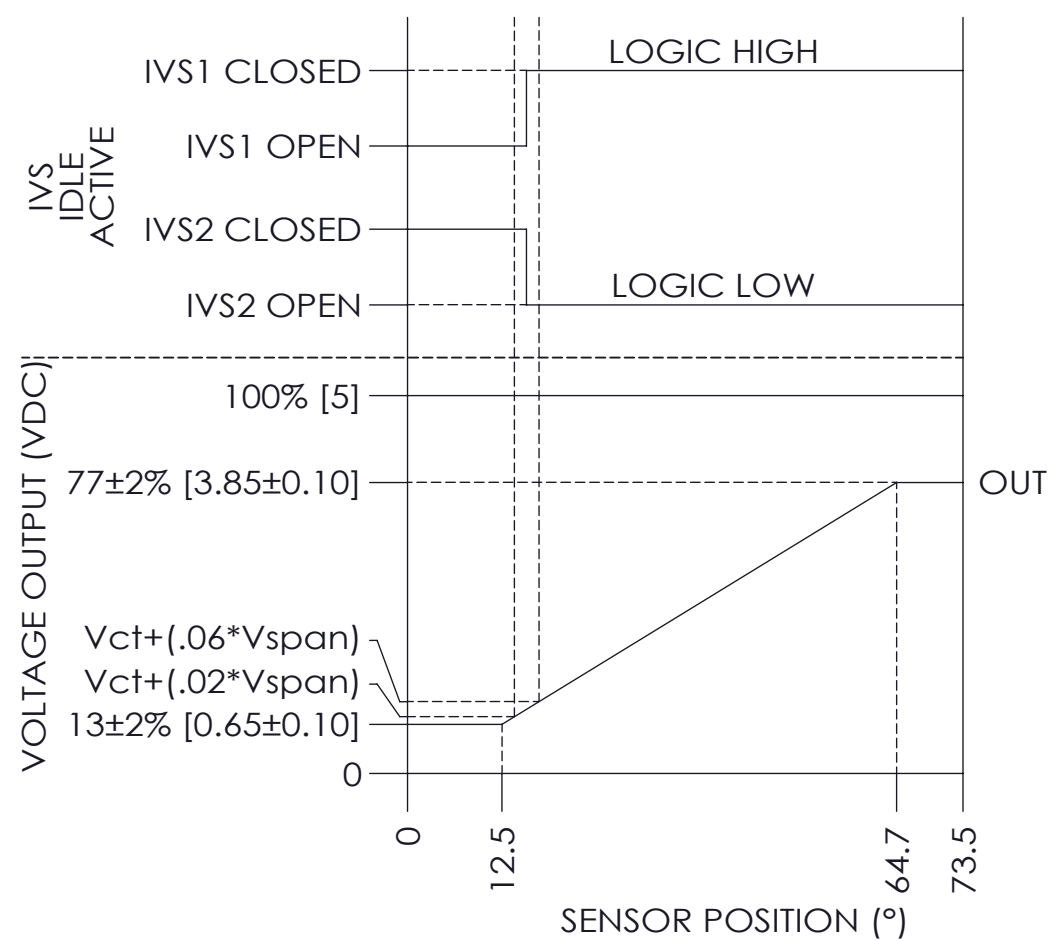 LOGIC HIGH
IVS1 CLOSED
IVS1 OPEN
IVS
IDLE
ACTIVE
IVS2 CLOSED
LOGIC LOW
IVS2 OPEN
100% [5]
77±2% [3.85±0.10]
OUT
VOLTAGE OUTPUT (VDC)
Vct+(.06*Vspan)
Vct+(.02*Vspan)
13±2% [0.65±0.10]
0
0
12.5
64.7
73.5
SENSOR POSITION (°)